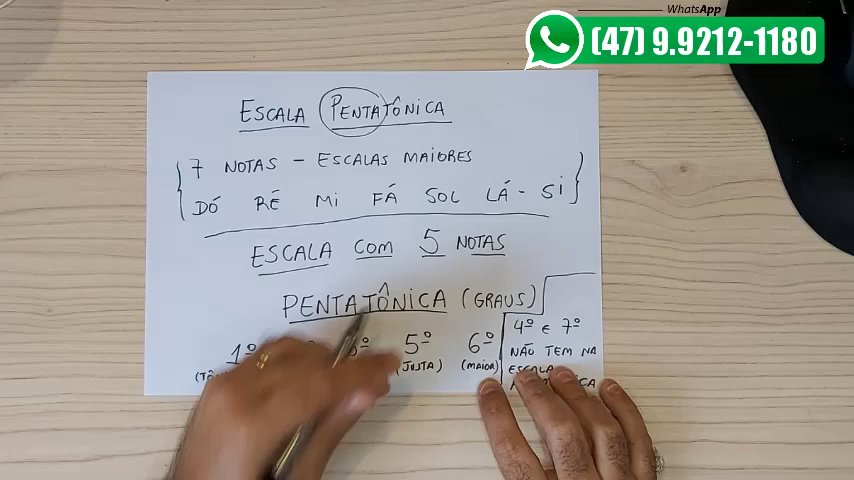 WhatsApp
(47) 9.9212-1180
ESCALA PENTATÔNICA
7 NOTAS - ESCALAS MAIORES
DÓ RÉ Mi FÁ SOL LÁ - Si
ESCALA COM 5 NOTAS
PENTATÔNICA (GRAUS)
1º 5º 6º
(JUSTA) (MAIOR)
4º E 7º
NÃO TEM NA
ESCALA